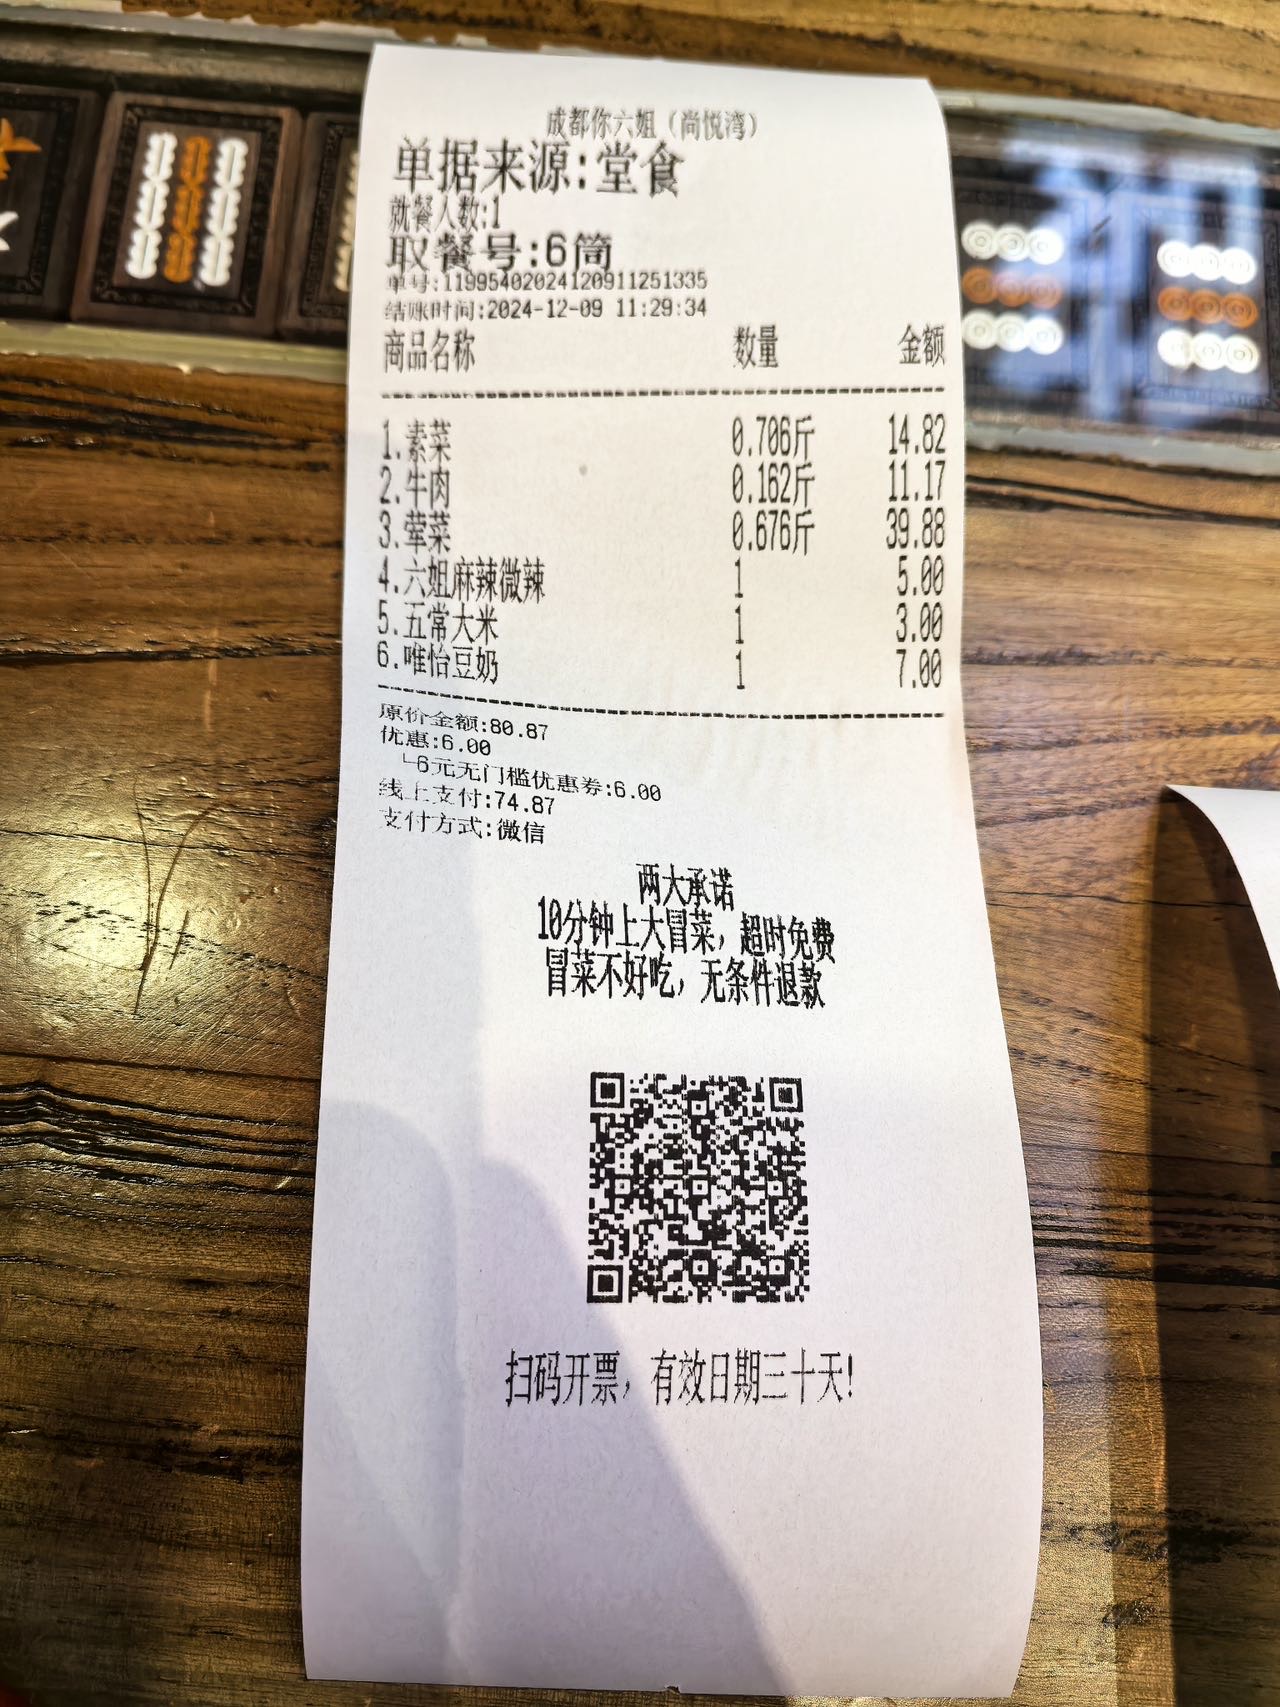 成都你六姐（尚悦湾）
单据来源:堂食
就餐人数:1
取餐号:6筒
单号:11995402024120911251335
结账时间:2024-12-09 11:29:34
商品名称 数量 金额
1.素菜 0.706斤 14.82
2.牛肉 0.162斤 11.17
3.荤菜 0.676斤 39.88
4.六姐麻辣微辣 1 5.00
5.五常大米 1 3.00
6.唯怡豆奶 1 7.00
原价金额:80.87
优惠:6.00
└6元无门槛优惠券:6.00
线上支付:74.87
支付方式:微信
两大承诺
10分钟上大冒菜，超时免费
冒菜不好吃，无条件退款
扫码开票，有效日期三十天!